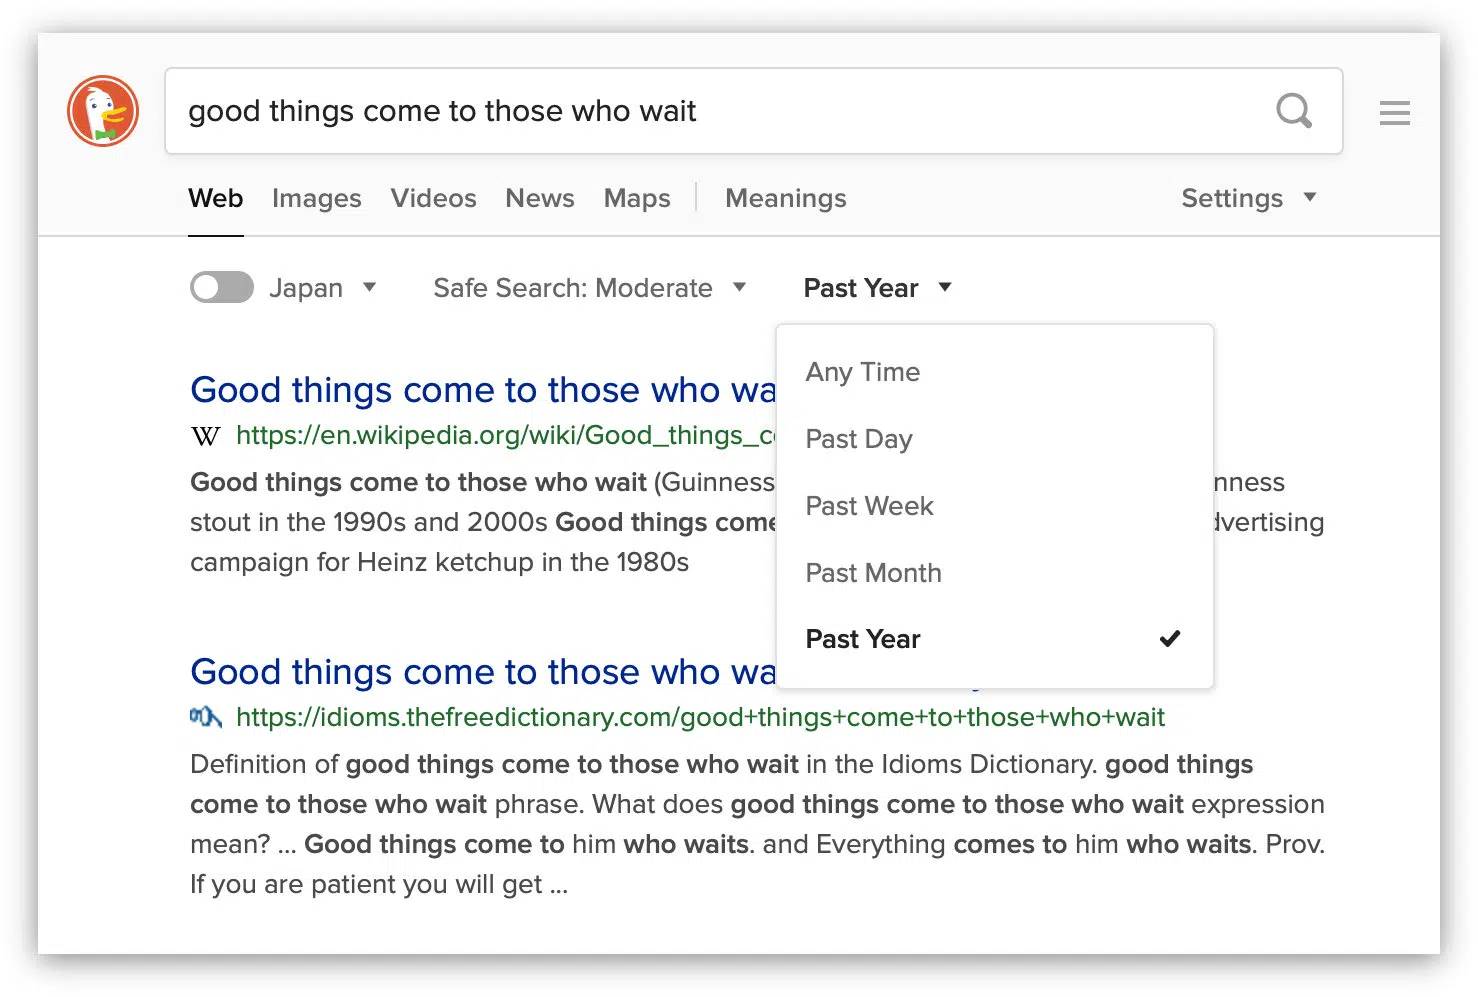 good things come to those who wait
Web Images Videos News Maps Meanings Settings
Japan Safe Search: Moderate Past Year
Any Time
Past Day
Past Week
Past Month
Past Year
Good things come to those who
W https://en.wikipedia.org/wiki/Good_things_
Good things come to those who wait (Guinness
stout in the 1990s and 2000s Good things come
campaign for Heinz ketchup in the 1980s
Good things come to those who
https://idioms.thefreedictionary.com/good+things+come+to+those+who+wait
Definition of good things come to those who wait in the Idioms Dictionary. good things
come to those who wait phrase. What does good things come to those who wait expression
mean? ... Good things come to him who waits. and Everything comes to him who waits. Prov.
If you are patient you will get ...